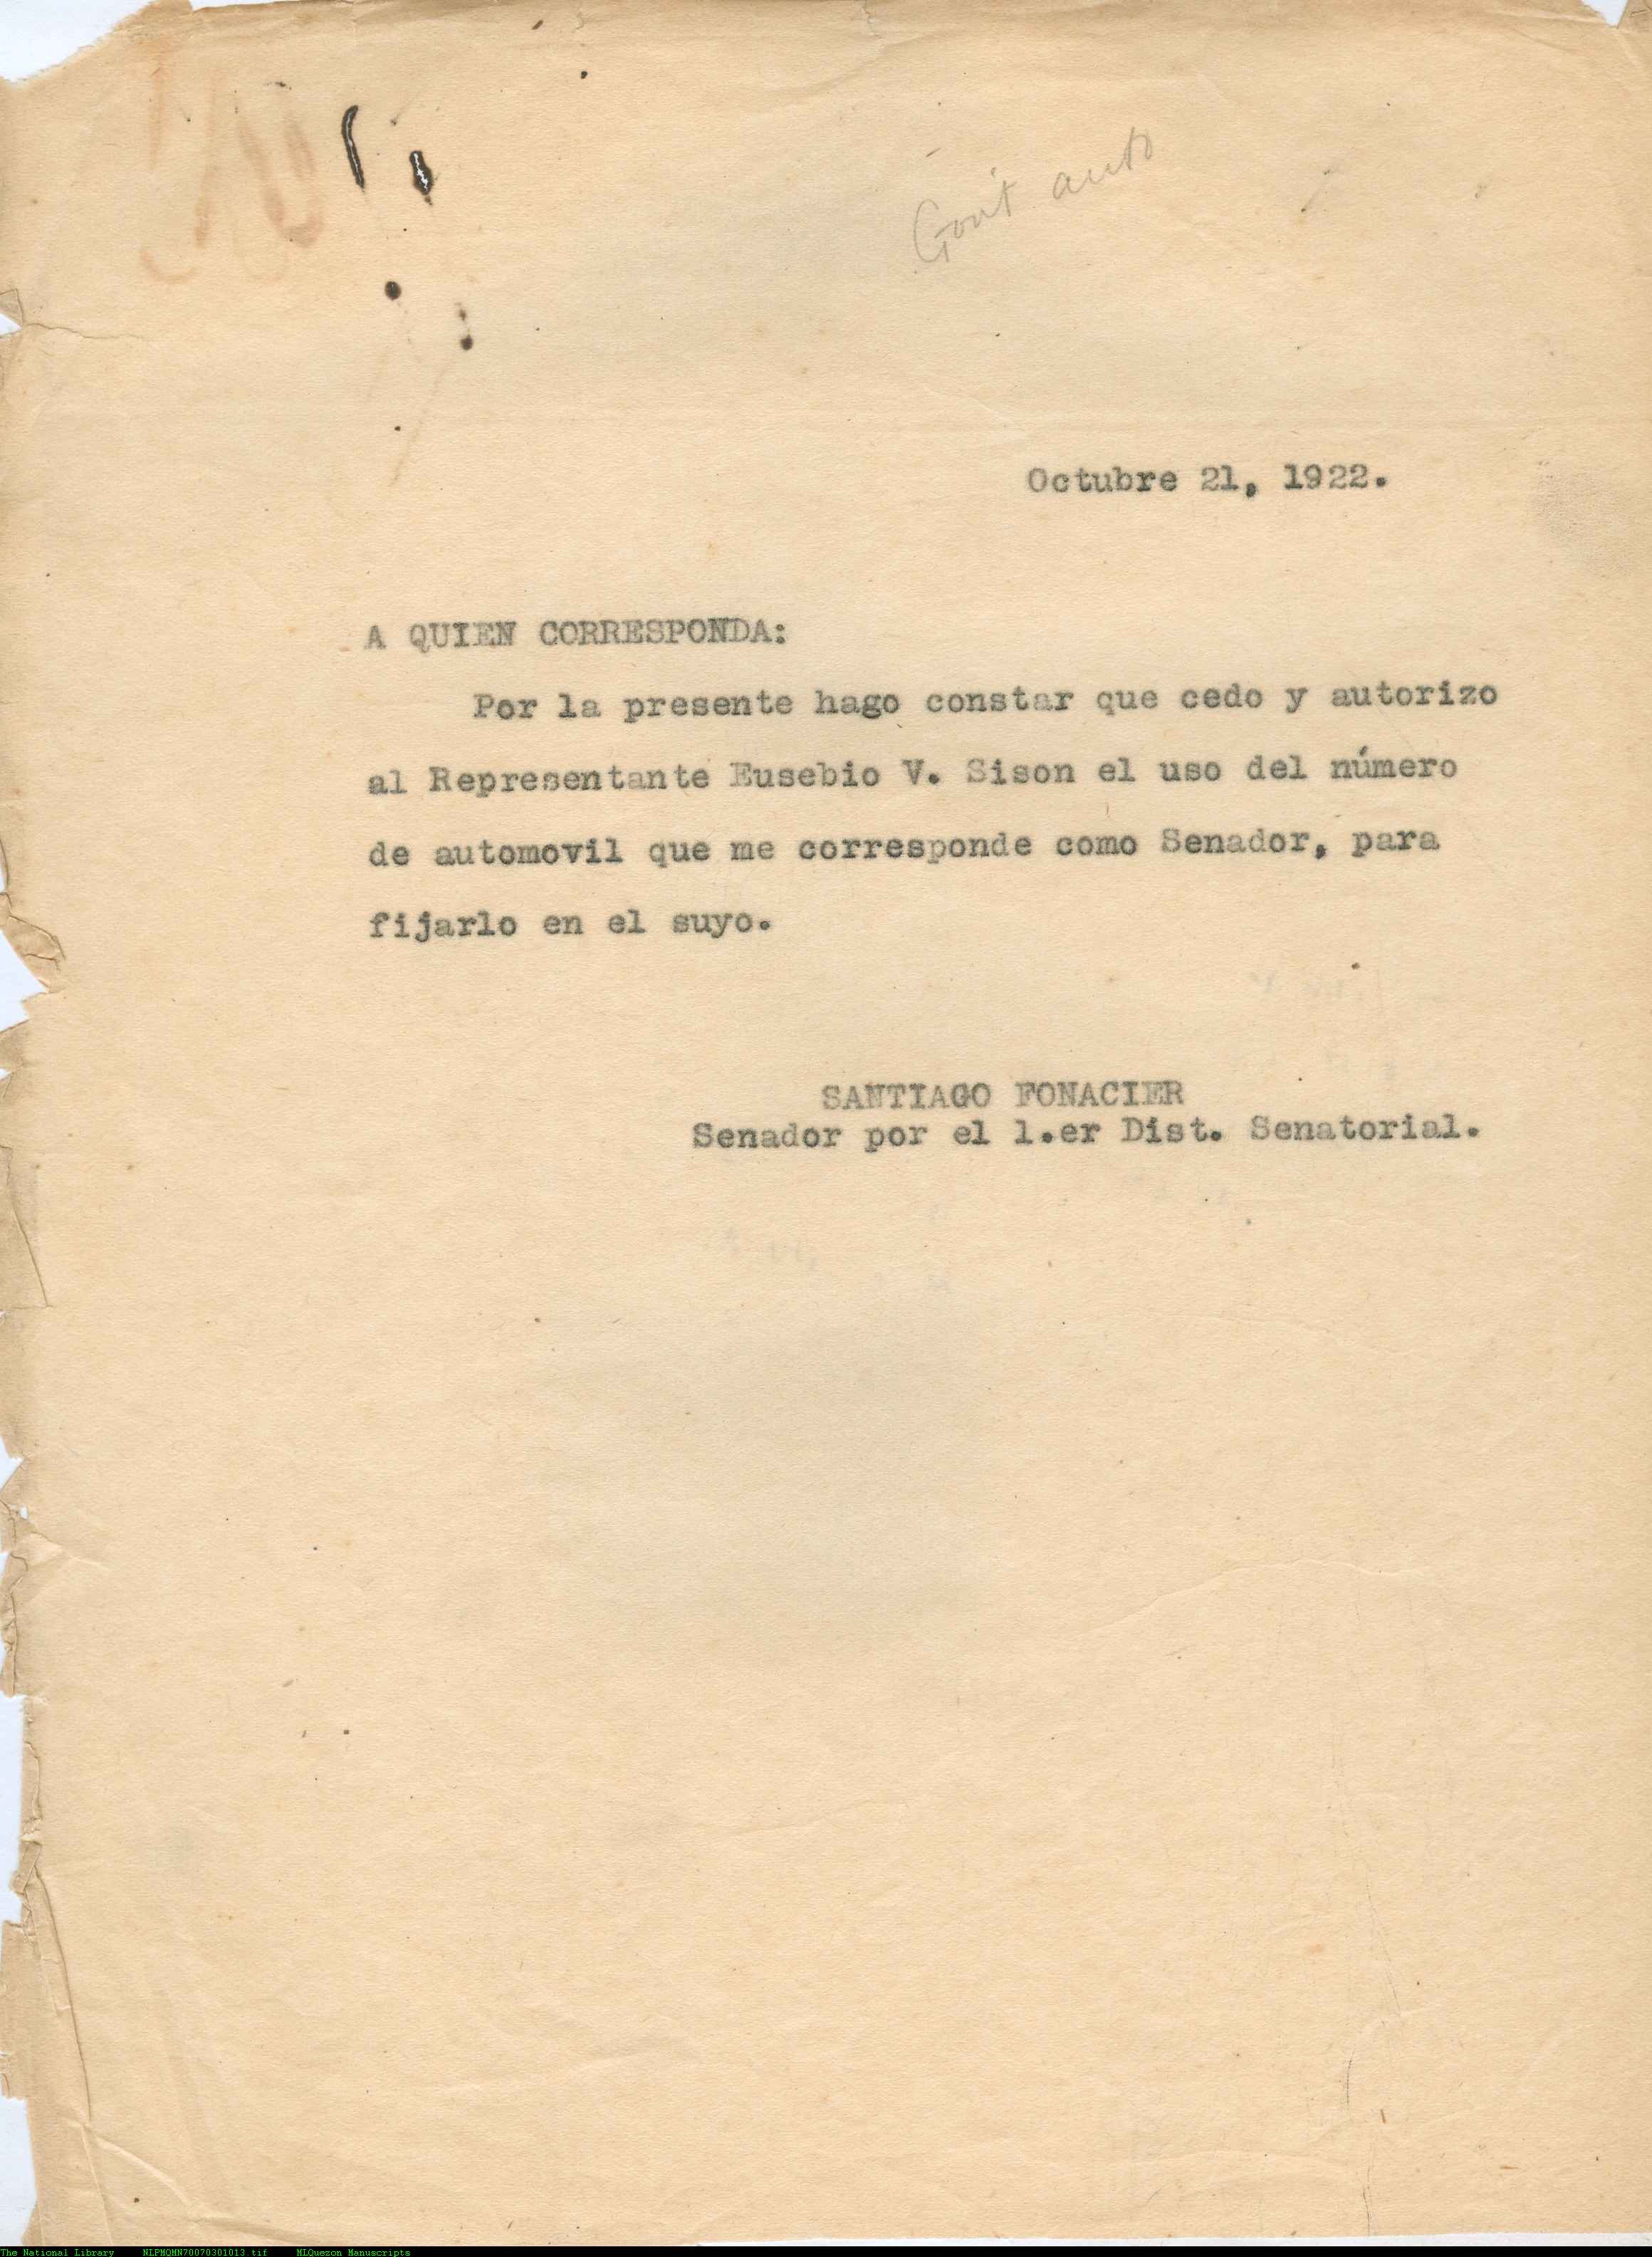 Gov't auto
Octubre 21, 1922.
A QUIEN CORRESPONDA:
Por la presente hago constar que cedo y autorizo
al Representante Eusebio V. Sison el uso del número
de automovil que me corresponde como Senador, para
fijarlo en el suyo.
SANTIAGO FONACIER
Senador por el 1.er Dist. Senatorial.
The National Library NLPMQMN70070301013.tif MLQuezon Manuscripts